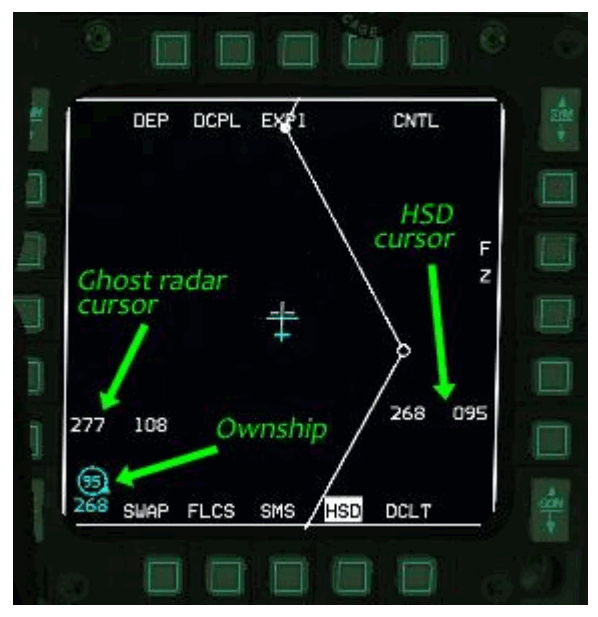 CAGE
DEP DCPL EXP1 CNTL
SYM
HSD
cursor
F
Z
Ghost radar
cursor
277 108
268 095
Ownship
95
268
SWAP FLCS SMS HSD DCLT